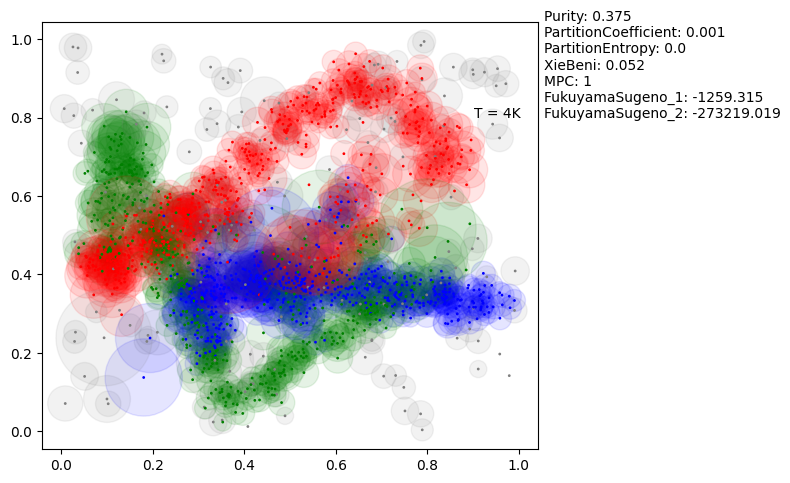 Purity: 0.375
PartitionCoefficient: 0.001
PartitionEntropy: 0.0
XieBeni: 0.052
MPC: 1
FukuyamaSugeno_1: -1259.315
FukuyamaSugeno_2: -273219.019
T = 4K
1.0
0.8
0.6
0.4
0.2
0.0
0.0 0.2 0.4 0.6 0.8 1.0